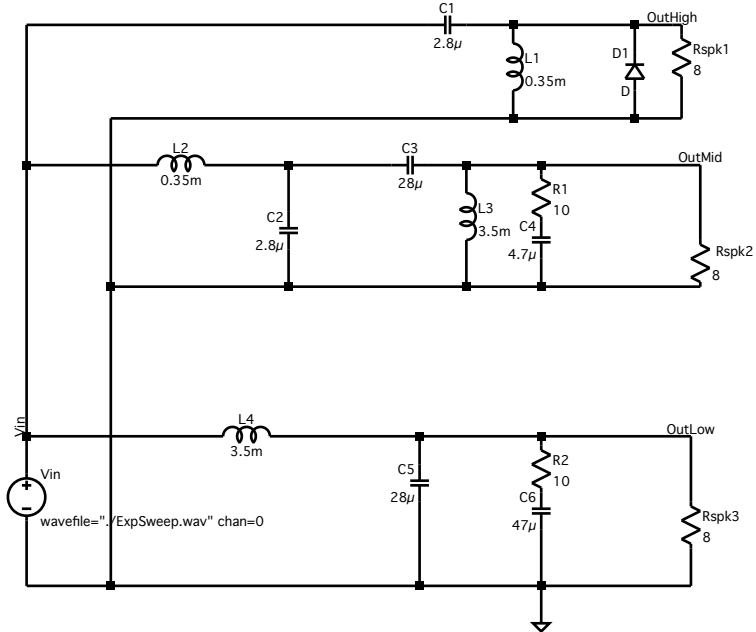 C1
2.8µ
OutHigh
L1
0.35m
D1
D
Rspk1
8
L2
0.35m
C3
28µ
OutMid
C2
2.8µ
L3
3.5m
R1
10
C4
4.7µ
Rspk2
8
Vin
L4
3.5m
OutLow
C5
28µ
R2
10
C6
47µ
Rspk3
8
Vin
wavefile="./ExpSweep.wav" chan=0